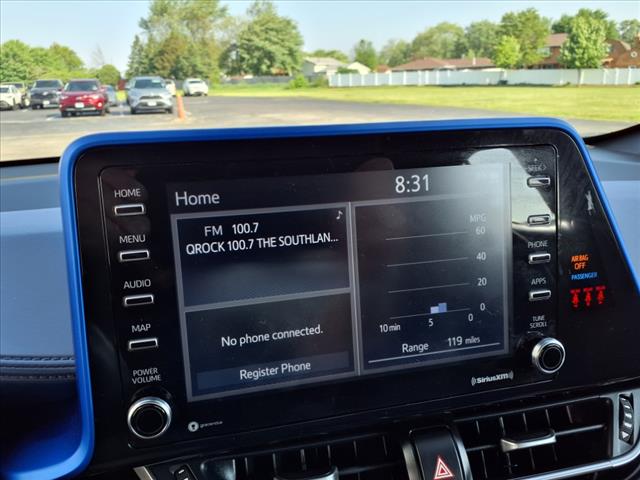 HOME
MENU
AUDIO
MAP
POWER
VOLUME
Home
8:31
FM 100.7
QROCK 100.7 THE SOUTHLAN...
No phone connected.
Register Phone
MPG
60
40
20
0
10 min 5 0
Range 119 miles
gracenote
SiriusXM
PHONE
APPS
TUNE
SCROLL
AIR BAG
OFF
PASSENGER